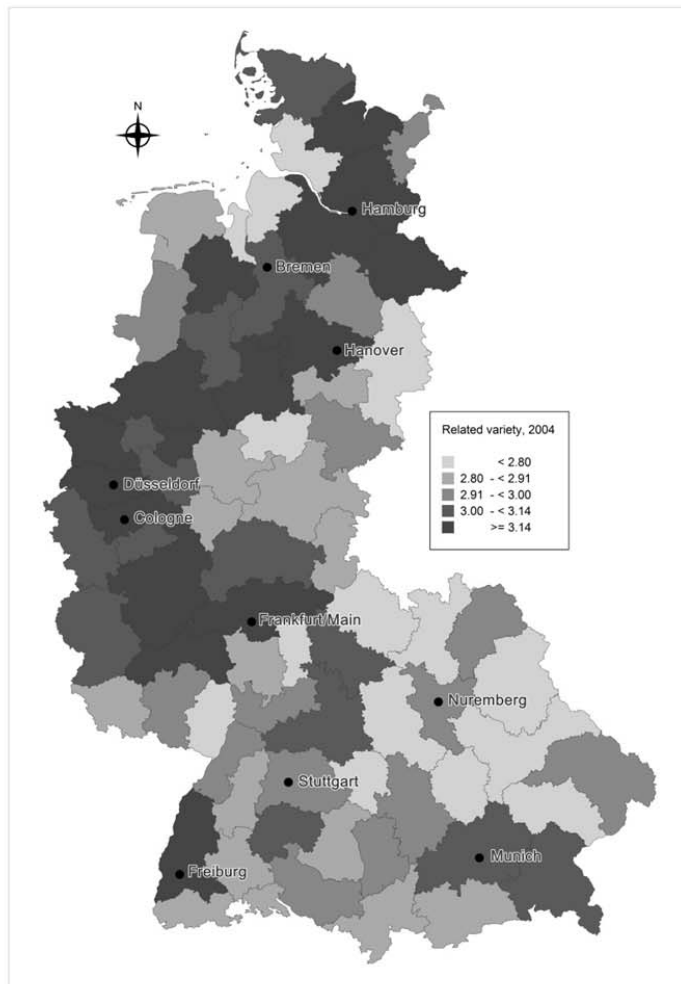 N
Hamburg
Bremen
Hanover
Related variety, 2004
< 2.80
2.80 - < 2.91
2.91 - < 3.00
3.00 - < 3.14
>= 3.14
Düsseldorf
Cologne
Frankfurt/Main
Nuremberg
Stuttgart
Munich
Freiburg